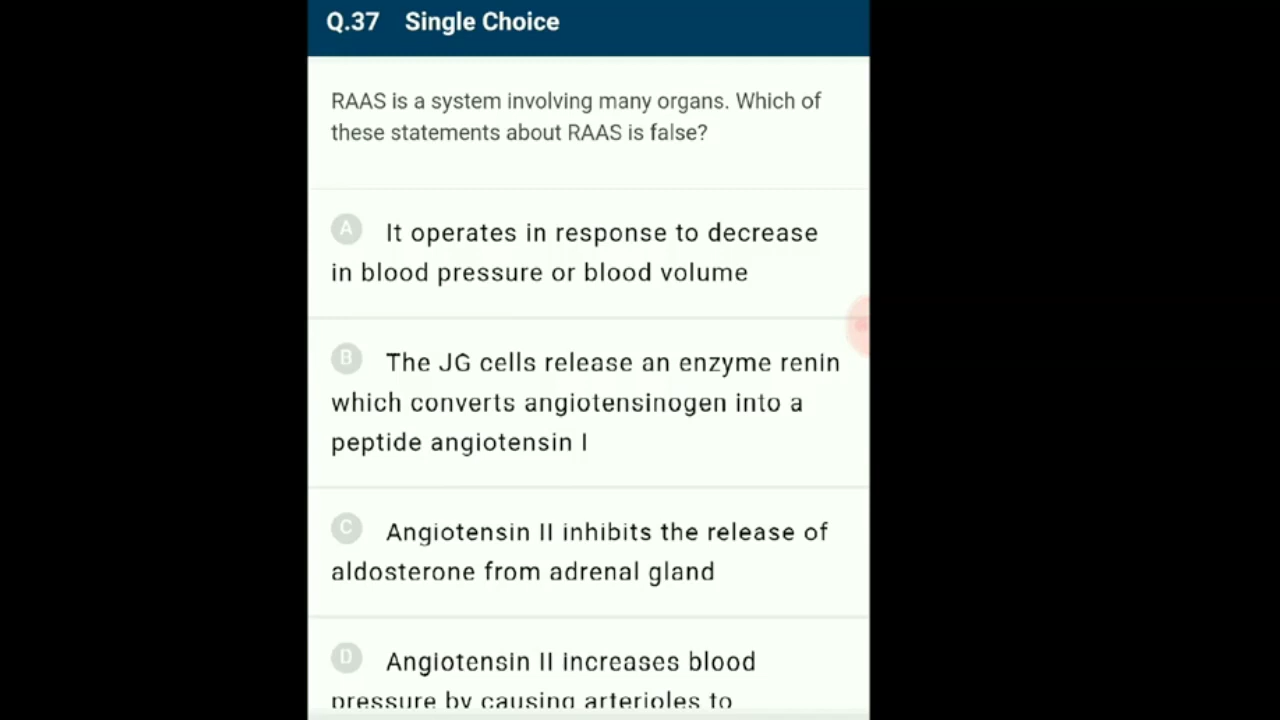 Q.37 Single Choice
RAAS is a system involving many organs. Which of
these statements about RAAS is false?
A It operates in response to decrease
in blood pressure or blood volume
B The JG cells release an enzyme renin
which converts angiotensinogen into a
peptide angiotensin I
C Angiotensin II inhibits the release of
aldosterone from adrenal gland
D Angiotensin II increases blood
pressure by causing arterioles to